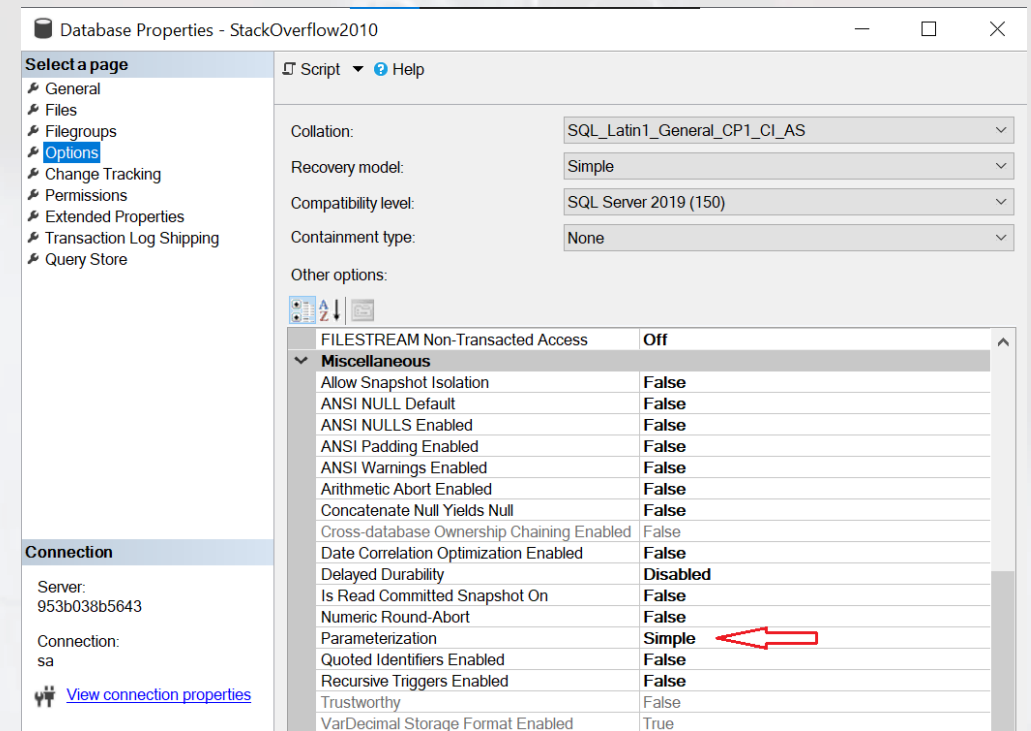 Database Properties - StackOverflow2010
Select a page
General
Files
Filegroups
Options
Change Tracking
Permissions
Extended Properties
Transaction Log Shipping
Query Store
Connection
Server:
953b038b5643
Connection:
sa
View connection properties
Script Help
Collation: SQL_Latin1_General_CP1_CI_AS
Recovery model: Simple
Compatibility level: SQL Server 2019 (150)
Containment type: None
Other options:
FILESTREAM Non-Transacted Access Off
Miscellaneous
Allow Snapshot Isolation False
ANSI NULL Default False
ANSI NULLS Enabled False
ANSI Padding Enabled False
ANSI Warnings Enabled False
Arithmetic Abort Enabled False
Concatenate Null Yields Null False
Cross-database Ownership Chaining Enabled False
Date Correlation Optimization Enabled False
Delayed Durability Disabled
Is Read Committed Snapshot On False
Numeric Round-Abort False
Parameterization Simple
Quoted Identifiers Enabled False
Recursive Triggers Enabled False
Trustworthy False
VarDecimal Storage Format Enabled True